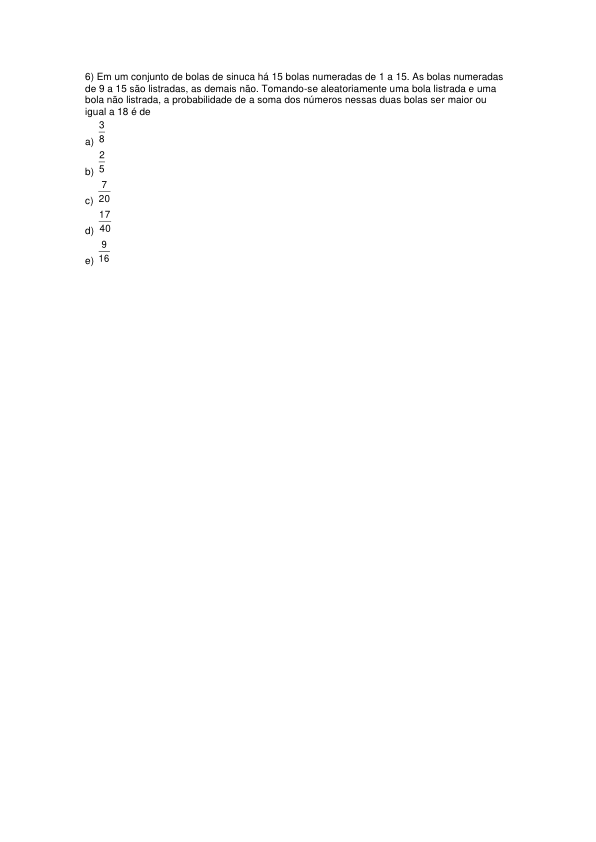 6) Em um conjunto de bolas de sinuca há 15 bolas numeradas de 1 a 15. As bolas numeradas
de 9 a 15 são listradas, as demais não. Tomando-se aleatoriamente uma bola listrada e uma
bola não listrada, a probabilidade de a soma dos números nessas duas bolas ser maior ou
igual a 18 é de
a) 3/8
b) 2/5
c) 7/20
d) 17/40
e) 9/16